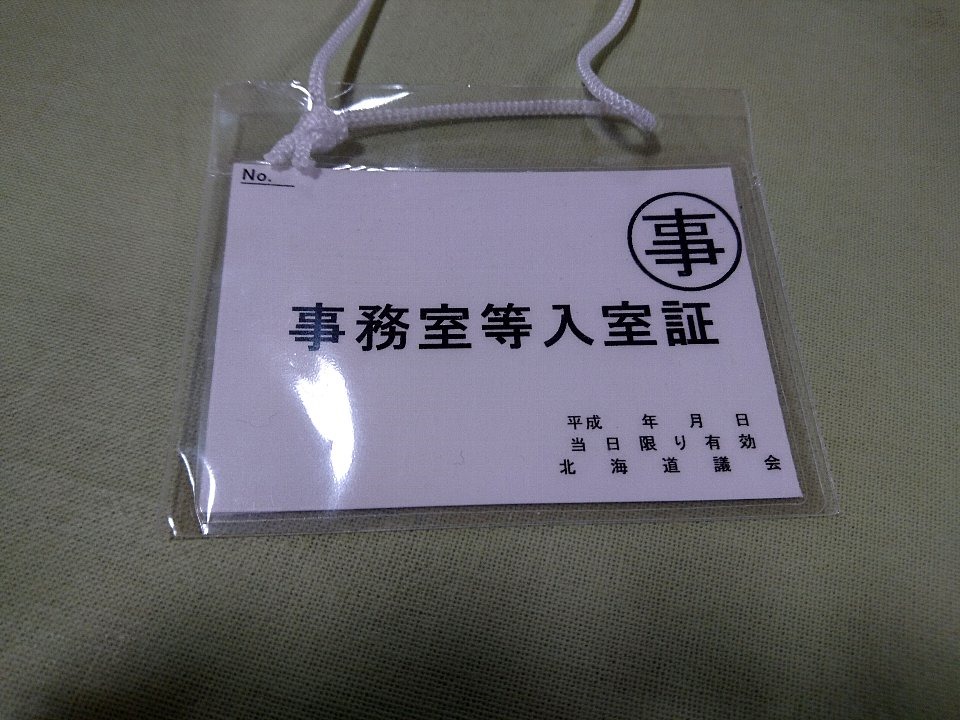 No.
事
事務室等入室証
平成 年 月 日
当日限り有効
北海道議会